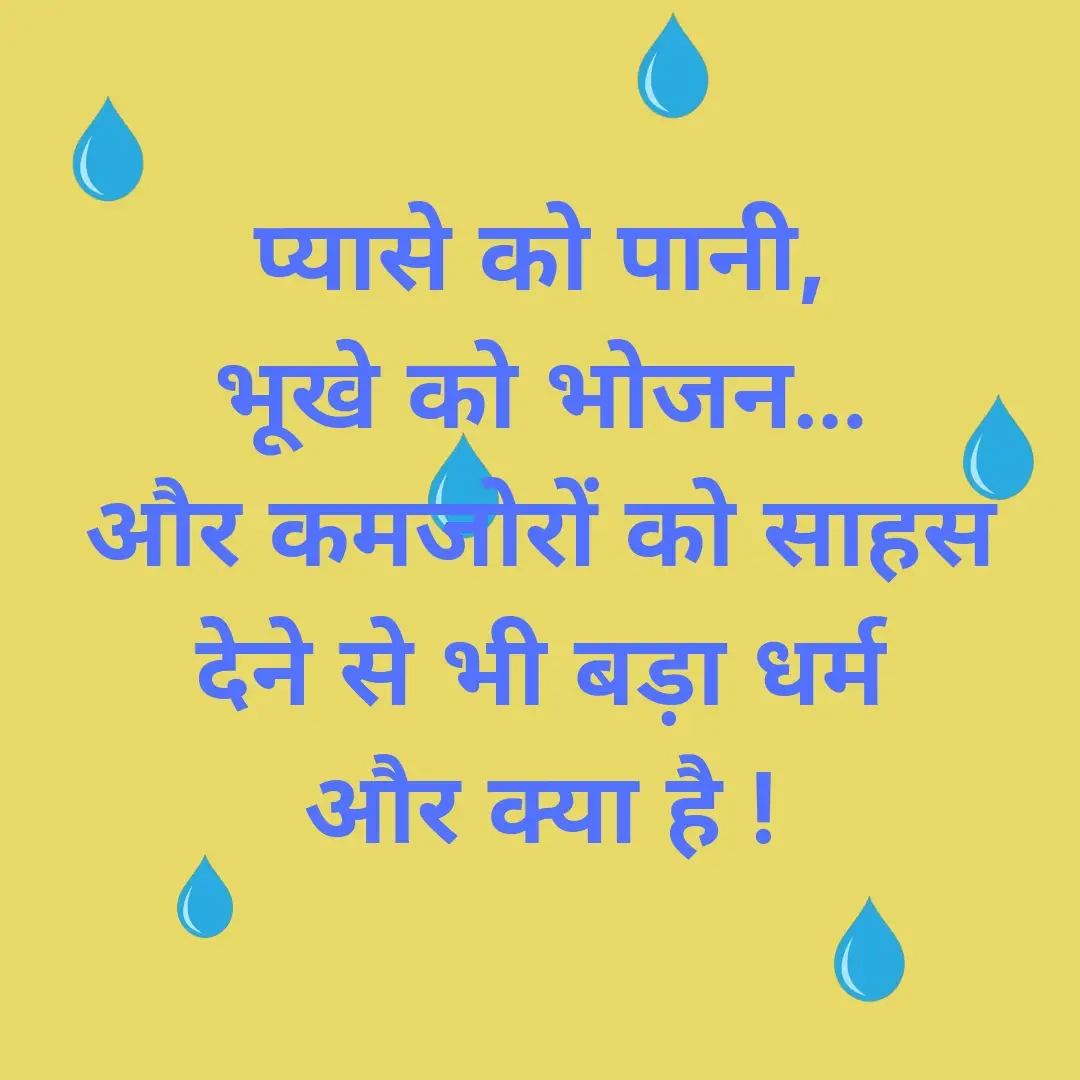 प्यासे को पानी,
भूखे को भोजन...
और कमजोरों को साहस
देने से भी बड़ा धर्म
और क्या है !